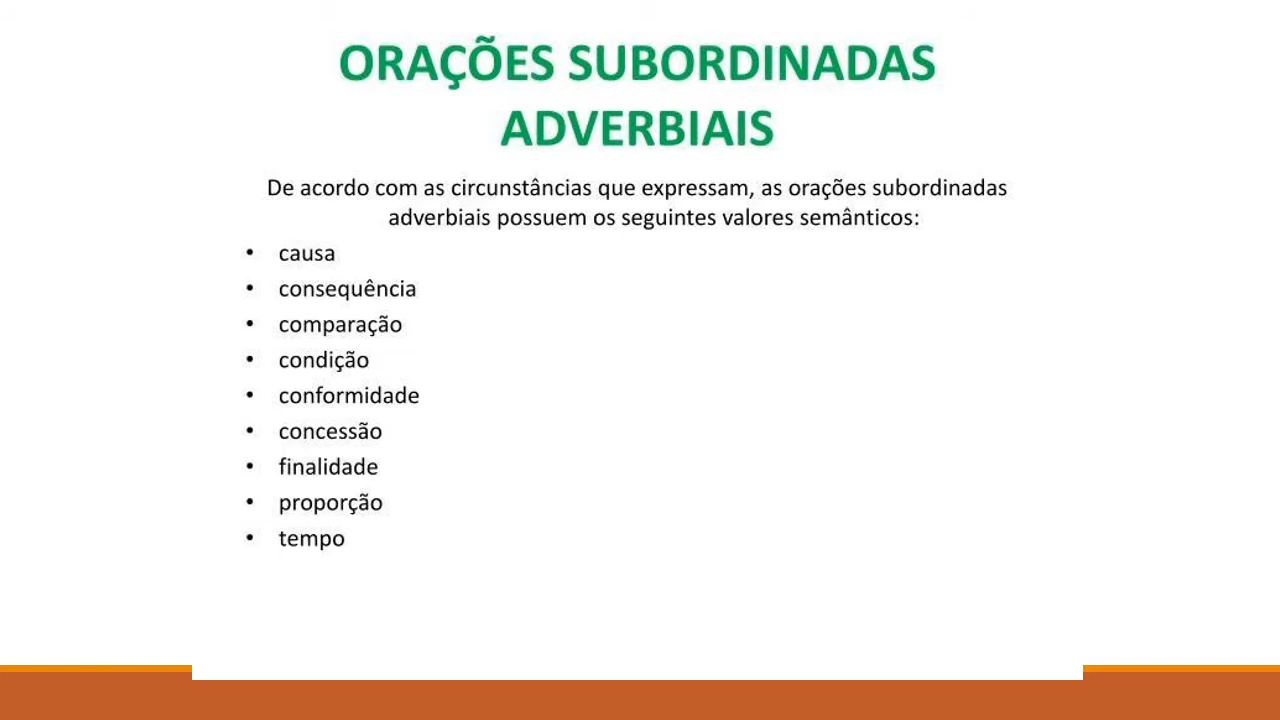 ORAÇÕES SUBORDINADAS
ADVERBIAIS
De acordo com as circunstâncias que expressam, as orações subordinadas
adverbiais possuem os seguintes valores semânticos:
• causa
• consequência
• comparação
• condição
• conformidade
• concessão
• finalidade
• proporção
• tempo